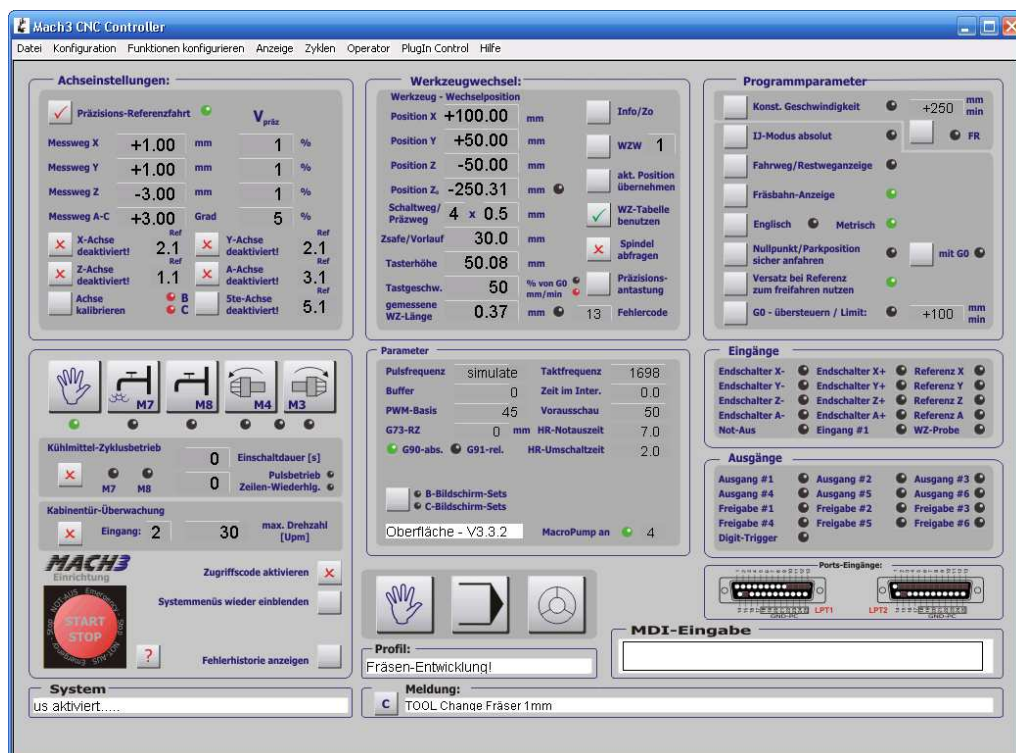 Mach3 CNC Controller
Datei Konfiguration Funktionen konfigurieren Anzeige Zyklen Operator PlugIn Control Hilfe
Achseinstellungen:
Präzisions-Referenzfahrt V präz
Messweg X +1.00 mm 1 %
Messweg Y +1.00 mm 1 %
Messweg Z -3.00 mm 1 %
Messweg A-C +3.00 Grad 5 %
Ref Ref
X-Achse deaktiviert! 2.1 Y-Achse deaktiviert! 2.1
Ref Ref
Z-Achse deaktiviert! 1.1 A-Achse deaktiviert! 3.1
Ref
Achse kalibrieren B C 5te-Achse deaktiviert! 5.1
Werkzeugwechsel:
Werkzeug - Wechselposition
Position X +100.00 mm
Position Y +50.00 mm
Position Z -50.00 mm
Position Z -250.31 mm
Schaltweg/Präzweg 4 x 0.5 mm
Zsafe/Vorlauf 30.0 mm
Tasterhöhe 50.08 mm
Tastgeschw. 50 % von G0 mm/min
gemessene WZ-Länge 0.37 mm 13 Fehlercode
Info/Zo
WZW 1
akt. Position übernehmen
WZ-Tabelle benutzen
Spindel abfragen
Präzisions-antastung
Programmparameter
Konst. Geschwindigkeit +250 mm min
IJ-Modus absolut FR
Fahrweg/Restweganzeige
Fräsbahn-Anzeige
Englisch Metrisch
Nullpunkt/Parkposition sicher anfahren mit G0
Versatz bei Referenz zum freifahren nutzen
G0 - übersteuern / Limit: +100 mm min
M7 M8 M4 M3
Kühlmittel-Zyklusbetrieb
0 Einschaltdauer [s]
M7 M8 0 Pulsbetrieb
Zeilen-Wiederhlg.
Kabinentür-Überwachung
Eingang: 2 30 max. Drehzahl [Upm]
MACH3
Einrichtung
NOT-AUS Emergency-Stop NOT-AUS Emergency-Stop
START
STOP
Zugriffscode aktivieren
Systemmenüs wieder einblenden
? Fehlerhistorie anzeigen
Parameter
Pulsfrequenz simulate Taktfrequenz 1698
Buffer 0 Zeit im Inter. 0.0
PWM-Basis 45 Vorausschau 50
G73-RZ 0 mm HR-Notauszeit 7.0
G90-abs. G91-rel. HR-Umschaltzeit 2.0
B-Bildschirm-Sets
C-Bildschirm-Sets
Oberfläche - V3.3.2 MacroPump an 4
Eingänge
Endschalter X- Endschalter X+ Referenz X
Endschalter Y- Endschalter Y+ Referenz Y
Endschalter Z- Endschalter Z+ Referenz Z
Endschalter A- Endschalter A+ Referenz A
Not-Aus Eingang #1 WZ-Probe
Ausgänge
Ausgang #1 Ausgang #2 Ausgang #3
Ausgang #4 Ausgang #5 Ausgang #6
Freigabe #1 Freigabe #2 Freigabe #3
Freigabe #4 Freigabe #5 Freigabe #6
Digit-Trigger
Ports-Eingänge:
LPT1 LPT2
GND-PC GND-PC
Profil:
Fräsen-Entwicklung!
MDI-Eingabe
System
us aktiviert.....
Meldung:
C TOOL Change Fräser 1mm